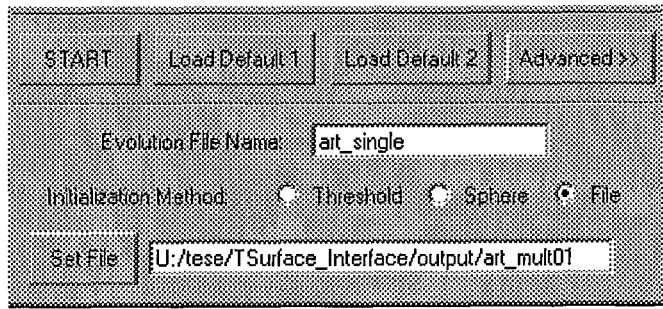 START Load Default 1 Load Default 2 Advanced >>
Evolution File Name: art_single
Initialization Method: Threshold Sphere File
Set File U:/tese/TSurface_Interface/output/art_mult01